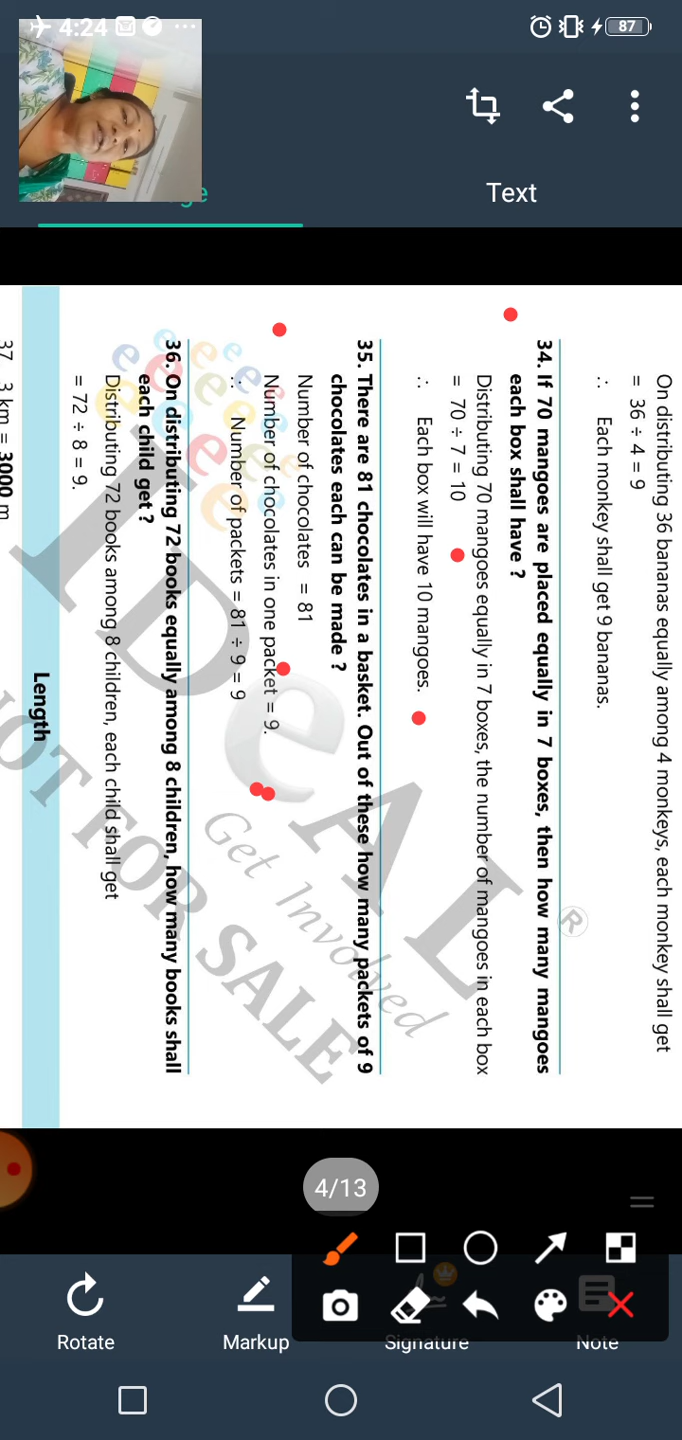 4:24
87
Text
On distributing 36 bananas equally among 4 monkeys, each monkey shall get
= 36 ÷ 4 = 9
∴ Each monkey shall get 9 bananas.
34. If 70 mangoes are placed equally in 7 boxes, then how many mangoes
each box shall have ?
Distributing 70 mangoes equally in 7 boxes, the number of mangoes in each box
= 70 ÷ 7 = 10
∴ Each box will have 10 mangoes.
35. There are 81 chocolates in a basket. Out of these how many packets of 9
chocolates each can be made ?
Number of chocolates = 81
Number of chocolates in one packet = 9.
∴ Number of packets = 81 ÷ 9 = 9
36. On distributing 72 books equally among 8 children, how many books shall
each child get ?
Distributing 72 books among 8 children, each child shall get
= 72 ÷ 8 = 9.
Length
37. 3 km = 3000 m
IDeAL
®
Get Involved
NOT FOR SALE
4/13
Rotate
Markup
Signature
Note